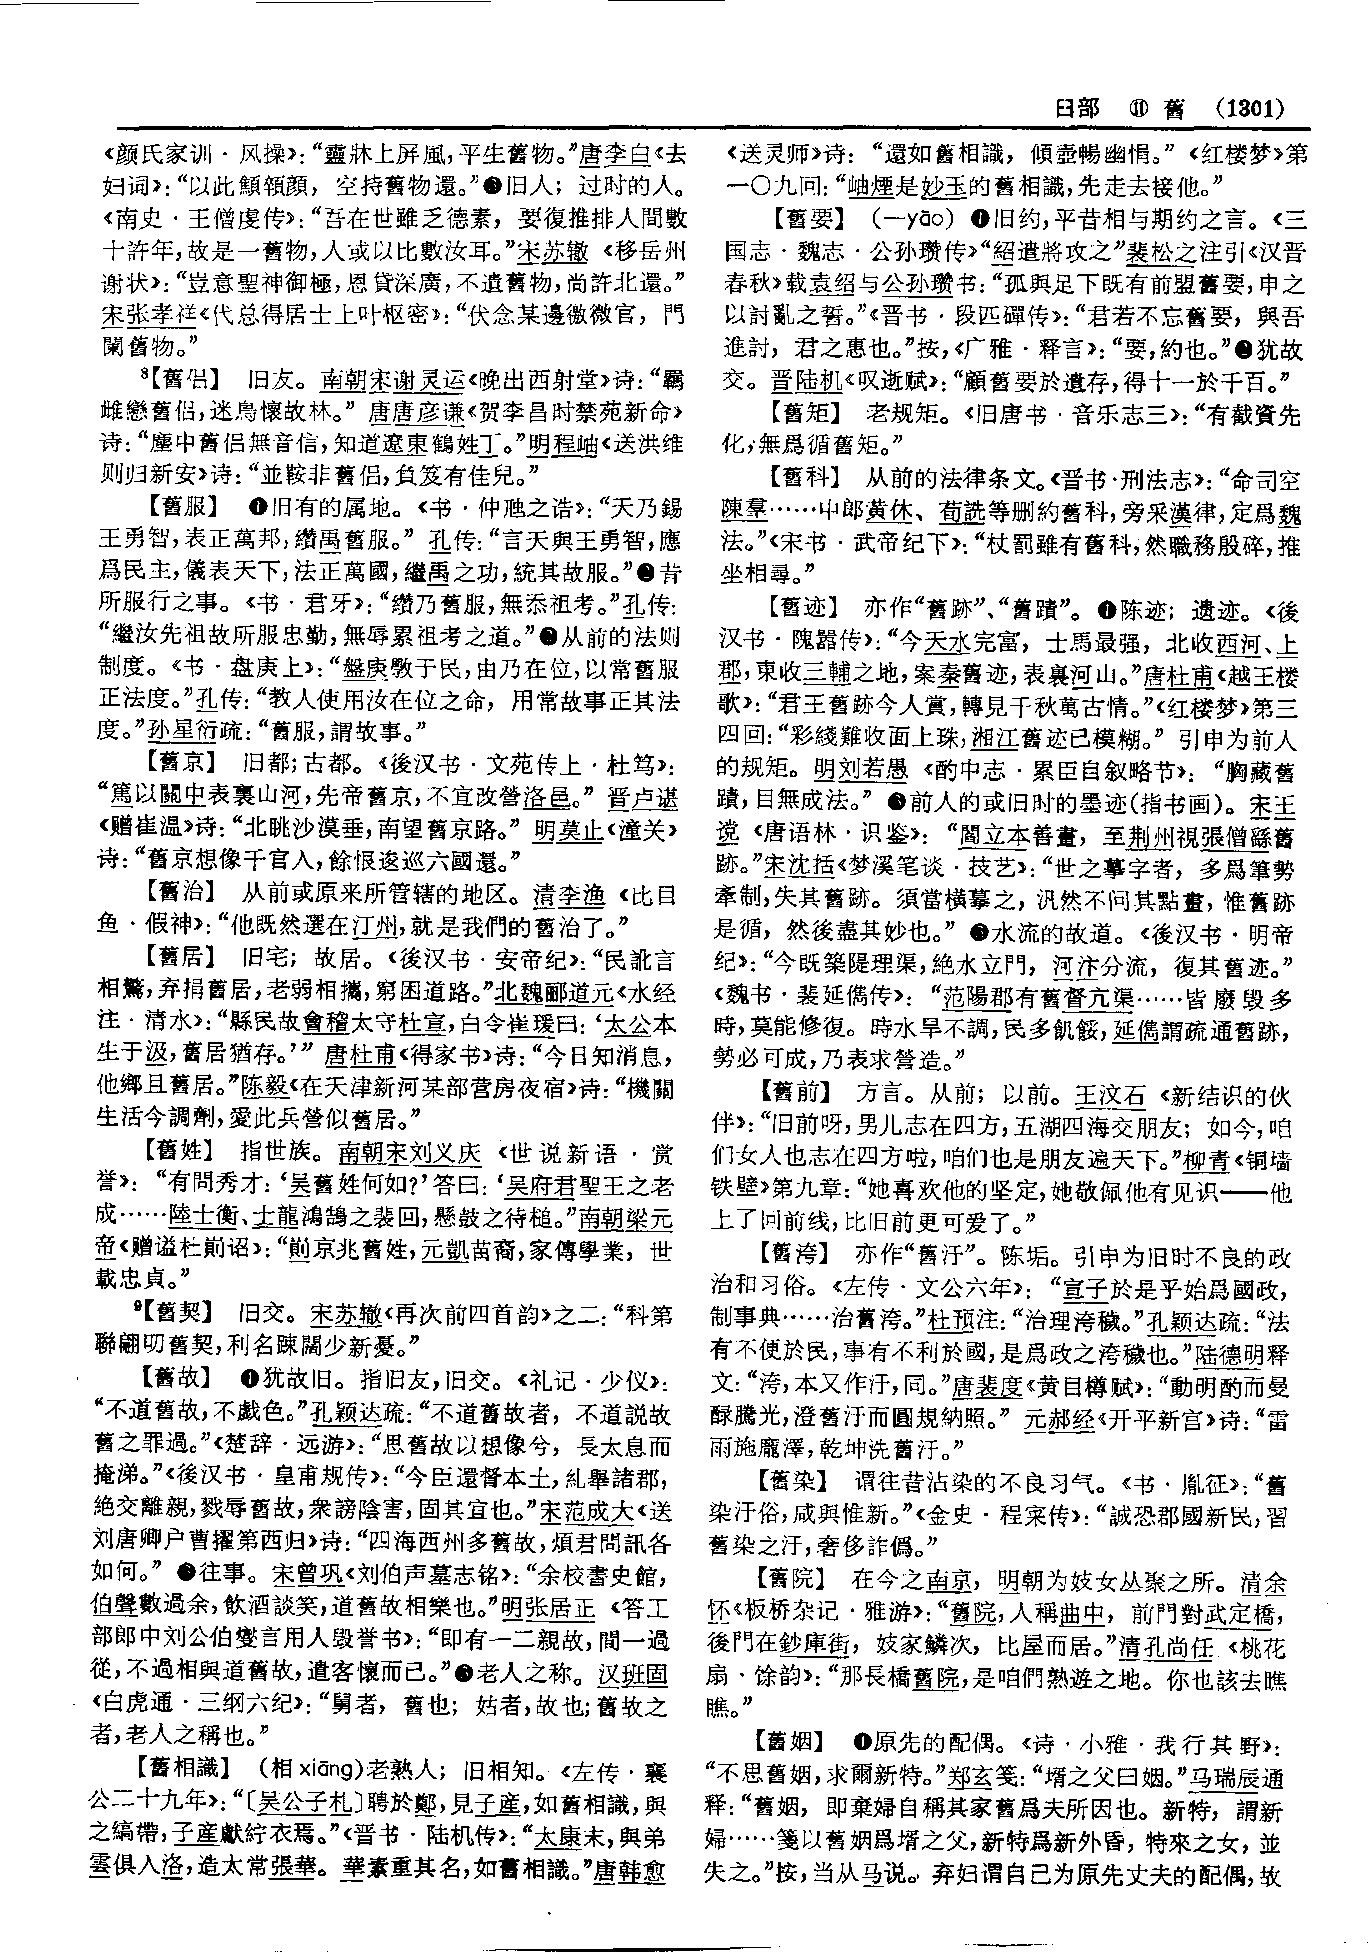 臼部 ⑪ 舊 (1301)
《颜氏家训·风操》：“靈牀上屏風，平生舊物。”唐李白《去
妇词》：“以此顦顇顔，空持舊物還。”❸旧人；过时的人。
《南史·王僧虔传》：“吾在世雖乏德素，要復推排人間數
十許年，故是一舊物，人或以比數汝耳。”宋苏辙《移岳州
谢状》：“豈意聖神御極，恩貸深廣，不遺舊物，尚許北還。”
宋张孝祥《代总得居士上叶枢密》：“伏念某邊徼微官，門
闌舊物。”
⁸【舊侣】 旧友。南朝宋谢灵运《晚出西射堂》诗：“羈
雌戀舊侣，迷鳥懷故林。”唐唐彦谦《贺李昌时禁苑新命》
诗：“塵中舊侣無音信，知道遼東鶴姓丁。”明程岫《送洪维
则归新安》诗：“並鞍非舊侣，負笈有佳兒。”
【舊服】 ❶旧有的属地。《书·仲虺之诰》：“天乃錫
王勇智，表正萬邦，纘禹舊服。”孔传：“言天與王勇智，應
爲民主，儀表天下，法正萬國，繼禹之功，統其故服。”❷昔
所服行之事。《书·君牙》：“纘乃舊服，無忝祖考。”孔传：
“繼汝先祖故所服忠勤，無辱累祖考之道。”❸从前的法则
制度。《书·盘庚上》：“盤庚斆于民，由乃在位，以常舊服
正法度。”孔传：“教人使用汝在位之命，用常故事正其法
度。”孙星衍疏：“舊服，謂故事。”
【舊京】 旧都；古都。《後汉书·文苑传上·杜笃》：
“篤以關中表裏山河，先帝舊京，不宜改營洛邑。”晋卢谌
《赠崔温》诗：“北眺沙漠垂，南望舊京路。”明莫止《潼关》
诗：“舊京想像千官入，餘恨逡巡六國還。”
【舊治】 从前或原来所管辖的地区。清李渔《比目
鱼·假神》：“他既然選在汀州，就是我們的舊治了。”
【舊居】 旧宅；故居。《後汉书·安帝纪》：“民訛言
相驚，弃捐舊居，老弱相攜，窮困道路。”北魏郦道元《水经
注·清水》：“縣民故會稽太守杜宣，白令崔瑗曰：‘太公本
生于汲，舊居猶存。’”唐杜甫《得家书》诗：“今日知消息，
他鄉且舊居。”陈毅《在天津新河某部营房夜宿》诗：“機關
生活今調劑，愛此兵營似舊居。”
【舊姓】 指世族。南朝宋刘义庆《世说新语·赏
誉》：“有問秀才：‘吴舊姓何如？’答曰：‘吴府君聖王之老
成……陸士衡、士龍鴻鵠之裴回，懸鼓之待槌。”南朝梁元
帝《赠谥杜崱诏》：“崱京兆舊姓，元凱苗裔，家傳學業，世
載忠貞。”
⁹【舊契】 旧交。宋苏辙《再次前四首韵》之二：“科第
聯翩叨舊契，利名踈闊少新憂。”
【舊故】 ❶犹故旧。指旧友，旧交。《礼记·少仪》：
“不道舊故，不戲色。”孔颖达疏：“不道舊故者，不道説故
舊之罪過。”《楚辞·远游》：“思舊故以想像兮，長太息而
掩涕。”《後汉书·皇甫规传》：“今臣還督本土，糾舉諸郡，
絶交離親，戮辱舊故，衆謗陰害，固其宜也。”宋范成大《送
刘唐卿户曹擢第西归》诗：“四海西州多舊故，煩君問訊各
如何。”❷往事。宋曾巩《刘伯声墓志铭》：“余校書史館，
伯聲數過余，飲酒談笑，道舊故相樂也。”明张居正《答工
部郎中刘公伯燮言用人毁誉书》：“即有一二親故，間一過
從，不過相與道舊故，遣客懷而已。”❸老人之称。汉班固
《白虎通·三纲六纪》：“舅者，舊也；姑者，故也；舊故之
者，老人之稱也。”
【舊相識】 （相 xiāng）老熟人；旧相知。《左传·襄
公二十九年》：“〔吴公子札〕聘於鄭，見子産，如舊相識，與
之縞帶，子産獻紵衣焉。”《晋书·陆机传》：“太康末，與弟
雲俱入洛，造太常張華。華素重其名，如舊相識。”唐韩愈
《送灵师》诗：“還如舊相識，傾壺暢幽悁。”《红楼梦》第
一〇九回：“岫煙是妙玉的舊相識，先走去接他。”
【舊要】 （—yāo）❶旧约，平昔相与期约之言。《三
国志·魏志·公孙瓒传》“紹遣將攻之”裴松之注引《汉晋
春秋》载袁绍与公孙瓒书：“孤與足下既有前盟舊要，申之
以討亂之誓。”《晋书·段匹磾传》：“君若不忘舊要，與吾
進討，君之惠也。”按，《广雅·释言》：“要，約也。”❷犹故
交。晋陆机《叹逝赋》：“顧舊要於遺存，得十一於千百。”
【舊矩】 老规矩。《旧唐书·音乐志三》：“有截資先
化，無爲循舊矩。”
【舊科】 从前的法律条文。《晋书·刑法志》：“命司空
陳羣……中郎黄休、荀詵等删約舊科，旁采漢律，定爲魏
法。”《宋书·武帝纪下》：“杖罰雖有舊科，然職務殷碎，推
坐相尋。”
【舊迹】 亦作“舊跡”、“舊蹟”。❶陈迹；遗迹。《後
汉书·隗嚣传》：“今天水完富，士馬最强，北收西河、上
郡，東收三輔之地，案秦舊迹，表裏河山。”唐杜甫《越王楼
歌》：“君王舊跡今人賞，轉見千秋萬古情。”《红楼梦》第三
四回：“彩綫難收面上珠，湘江舊迹已模糊。”引申为前人
的规矩。明刘若愚《酌中志·累臣自叙略节》：“胸藏舊
蹟，目無成法。”❷前人的或旧时的墨迹（指书画）。宋王
谠《唐语林·识鉴》：“閻立本善畫，至荆州視張僧繇舊
跡。”宋沈括《梦溪笔谈·技艺》：“世之摹字者，多爲筆勢
牽制，失其舊跡。須當橫摹之，汎然不問其點畫，惟舊跡
是循，然後盡其妙也。”❸水流的故道。《後汉书·明帝
纪》：“今既築隄理渠，絶水立門，河汴分流，復其舊迹。”
《魏书·裴延儁传》：“范陽郡有舊督亢渠……皆廢毁多
時，莫能修復。時水旱不調，民多飢餒，延儁謂疏通舊跡，
勢必可成，乃表求營造。”
【舊前】 方言。从前；以前。王汶石《新结识的伙
伴》：“旧前呀，男儿志在四方，五湖四海交朋友；如今，咱
们女人也志在四方啦，咱们也是朋友遍天下。”柳青《铜墙
铁壁》第九章：“她喜欢他的坚定，她敬佩他有见识——他
上了回前线，比旧前更可爱了。”
【舊洿】 亦作“舊汙”。陈垢。引申为旧时不良的政
治和习俗。《左传·文公六年》：“宣子於是乎始爲國政，
制事典……治舊洿。”杜预注：“治理洿穢。”孔颖达疏：“法
有不便於民，事有不利於國，是爲政之洿穢也。”陆德明释
文：“洿，本又作汙，同。”唐裴度《黄目樽赋》：“動明酌而曼
醁騰光，澄舊汙而圓規納照。”元郝经《开平新宫》诗：“雷
雨施厖澤，乾坤洗舊汙。”
【舊染】 谓往昔沾染的不良习气。《书·胤征》：“舊
染汙俗，咸與惟新。”《金史·程寀传》：“誠恐郡國新民，習
舊染之汙，奢侈詐僞。”
【舊院】 在今之南京，明朝为妓女丛聚之所。清余
怀《板桥杂记·雅游》：“舊院，人稱曲中，前門對武定橋，
後門在鈔庫街，妓家鱗次，比屋而居。”清孔尚任《桃花
扇·馀韵》：“那長橋舊院，是咱們熟遊之地。你也該去瞧
瞧。”
【舊姻】 ❶原先的配偶。《诗·小雅·我行其野》：
“不思舊姻，求爾新特。”郑玄笺：“壻之父曰姻。”马瑞辰通
释：“舊姻，即棄婦自稱其家舊爲夫所因也。新特，謂新
婦……箋以舊姻爲壻之父，新特爲新外昏，特來之女，並
失之。”按，当从马说。弃妇谓自己为原先丈夫的配偶，故